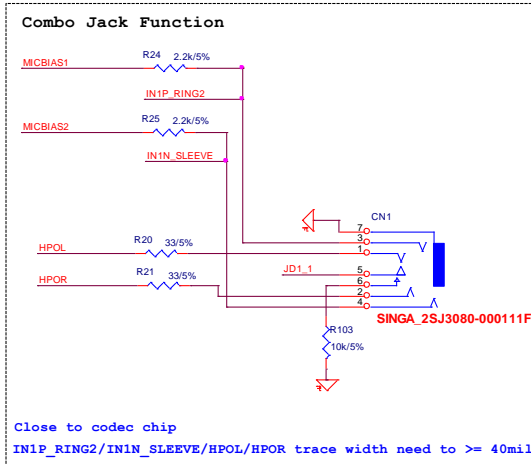 Combo Jack Function
R24 2.2k/5%
MICBIAS1
IN1P_RING2
R25 2.2k/5%
MICBIAS2
IN1N_SLEEVE
CN1
7
3
R20 33/5%
HPOL
1
JD1_1
5
R21 33/5%
HPOR
6
2
4
SINGA_2SJ3080-000111F
R103
10k/5%
Close to codec chip
IN1P_RING2/IN1N_SLEEVE/HPOL/HPOR trace width need to >= 40mil